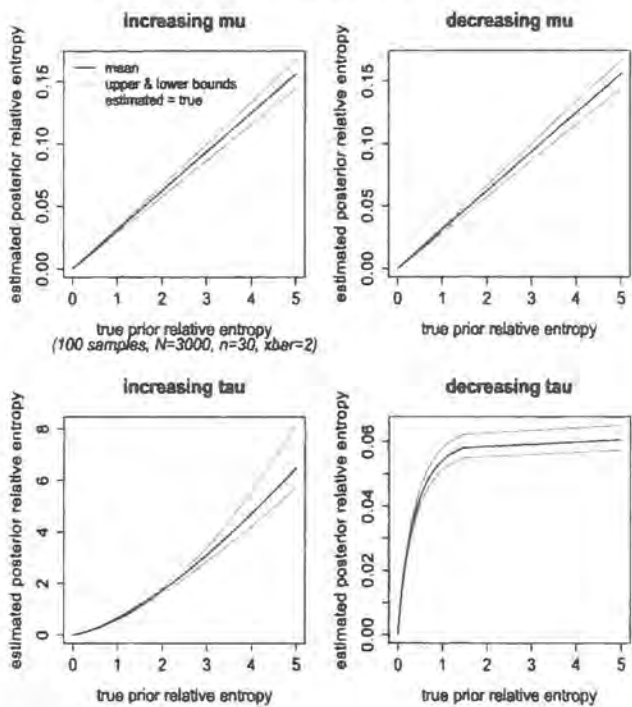 increasing mu
estimated posterior relative entropy
0.00 0.05 0.10 0.15
mean
upper & lower bounds
estimated = true
0 1 2 3 4 5
true prior relative entropy
(100 samples, N=3000, n=30, xbar=2)
decreasing mu
estimated posterior relative entropy
0.00 0.05 0.10 0.15
0 1 2 3 4 5
true prior relative entropy
increasing tau
estimated posterior relative entropy
0 2 4 6 8
0 1 2 3 4 5
true prior relative entropy
decreasing tau
estimated posterior relative entropy
0.00 0.02 0.04 0.06
0 1 2 3 4 5
true prior relative entropy